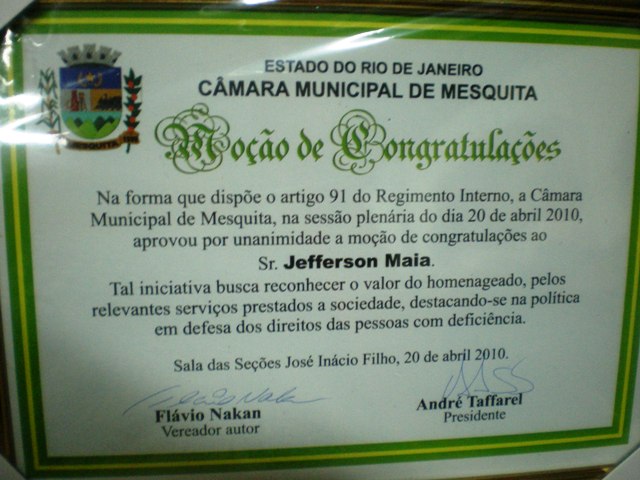 ESTADO DO RIO DE JANEIRO
CÂMARA MUNICIPAL DE MESQUITA
Moção de Congratulações
Na forma que dispõe o artigo 91 do Regimento Interno, a Câmara
Municipal de Mesquita, na sessão plenária do dia 20 de abril 2010,
aprovou por unanimidade a moção de congratulações ao
Sr. Jefferson Maia.
Tal iniciativa busca reconhecer o valor do homenageado, pelos
relevantes serviços prestados a sociedade, destacando-se na política
em defesa dos direitos das pessoas com deficiência.
Sala das Seções José Inácio Filho, 20 de abril 2010.
Flávio Nakan
Vereador autor
André Taffarel
Presidente
MESQUITA